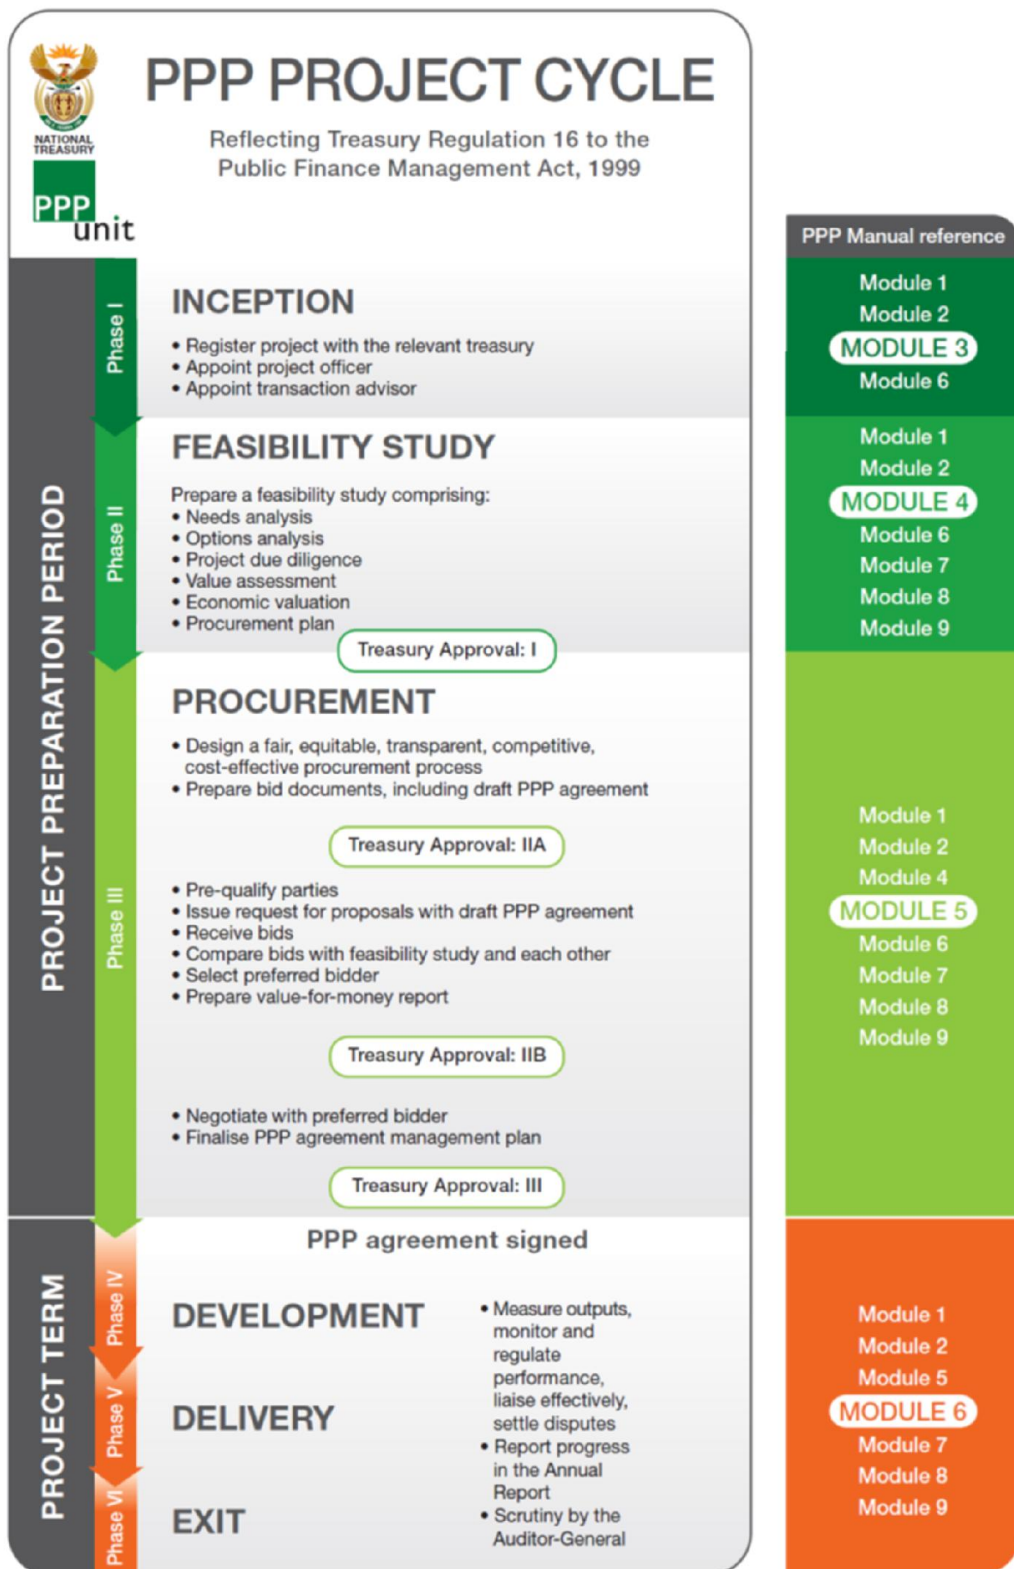 PPP PROJECT CYCLE
Reflecting Treasury Regulation 16 to the
Public Finance Management Act, 1999
NATIONAL
TREASURY
PPP
unit
PPP Manual reference
PROJECT PREPARATION PERIOD
Phase I
INCEPTION
• Register project with the relevant treasury
• Appoint project officer
• Appoint transaction advisor
Module 1
Module 2
MODULE 3
Module 6
Phase II
FEASIBILITY STUDY
Prepare a feasibility study comprising:
• Needs analysis
• Options analysis
• Project due diligence
• Value assessment
• Economic valuation
• Procurement plan
Treasury Approval: I
Module 1
Module 2
MODULE 4
Module 6
Module 7
Module 8
Module 9
Phase III
PROCUREMENT
• Design a fair, equitable, transparent, competitive,
cost-effective procurement process
• Prepare bid documents, including draft PPP agreement
Treasury Approval: IIA
• Pre-qualify parties
• Issue request for proposals with draft PPP agreement
• Receive bids
• Compare bids with feasibility study and each other
• Select preferred bidder
• Prepare value-for-money report
Treasury Approval: IIB
• Negotiate with preferred bidder
• Finalise PPP agreement management plan
Treasury Approval: III
Module 1
Module 2
Module 4
MODULE 5
Module 6
Module 7
Module 8
Module 9
PROJECT TERM
PPP agreement signed
Phase IV
DEVELOPMENT
Phase V
DELIVERY
Phase VI
EXIT
• Measure outputs,
monitor and
regulate
performance,
liaise effectively,
settle disputes
• Report progress
in the Annual
Report
• Scrutiny by the
Auditor-General
Module 1
Module 2
Module 5
MODULE 6
Module 7
Module 8
Module 9